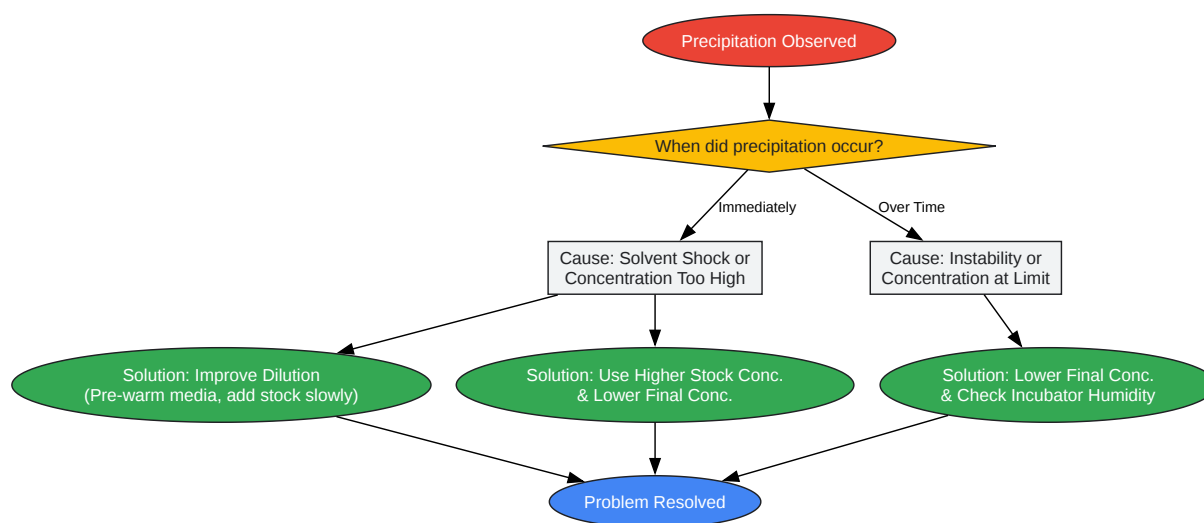 Precipitation Observed
When did precipitation occur?
Immediately
Over Time
Cause: Solvent Shock or
Concentration Too High
Cause: Instability or
Concentration at Limit
Solution: Improve Dilution
(Pre-warm media, add stock slowly)
Solution: Use Higher Stock Conc.
& Lower Final Conc.
Solution: Lower Final Conc.
& Check Incubator Humidity
Problem Resolved